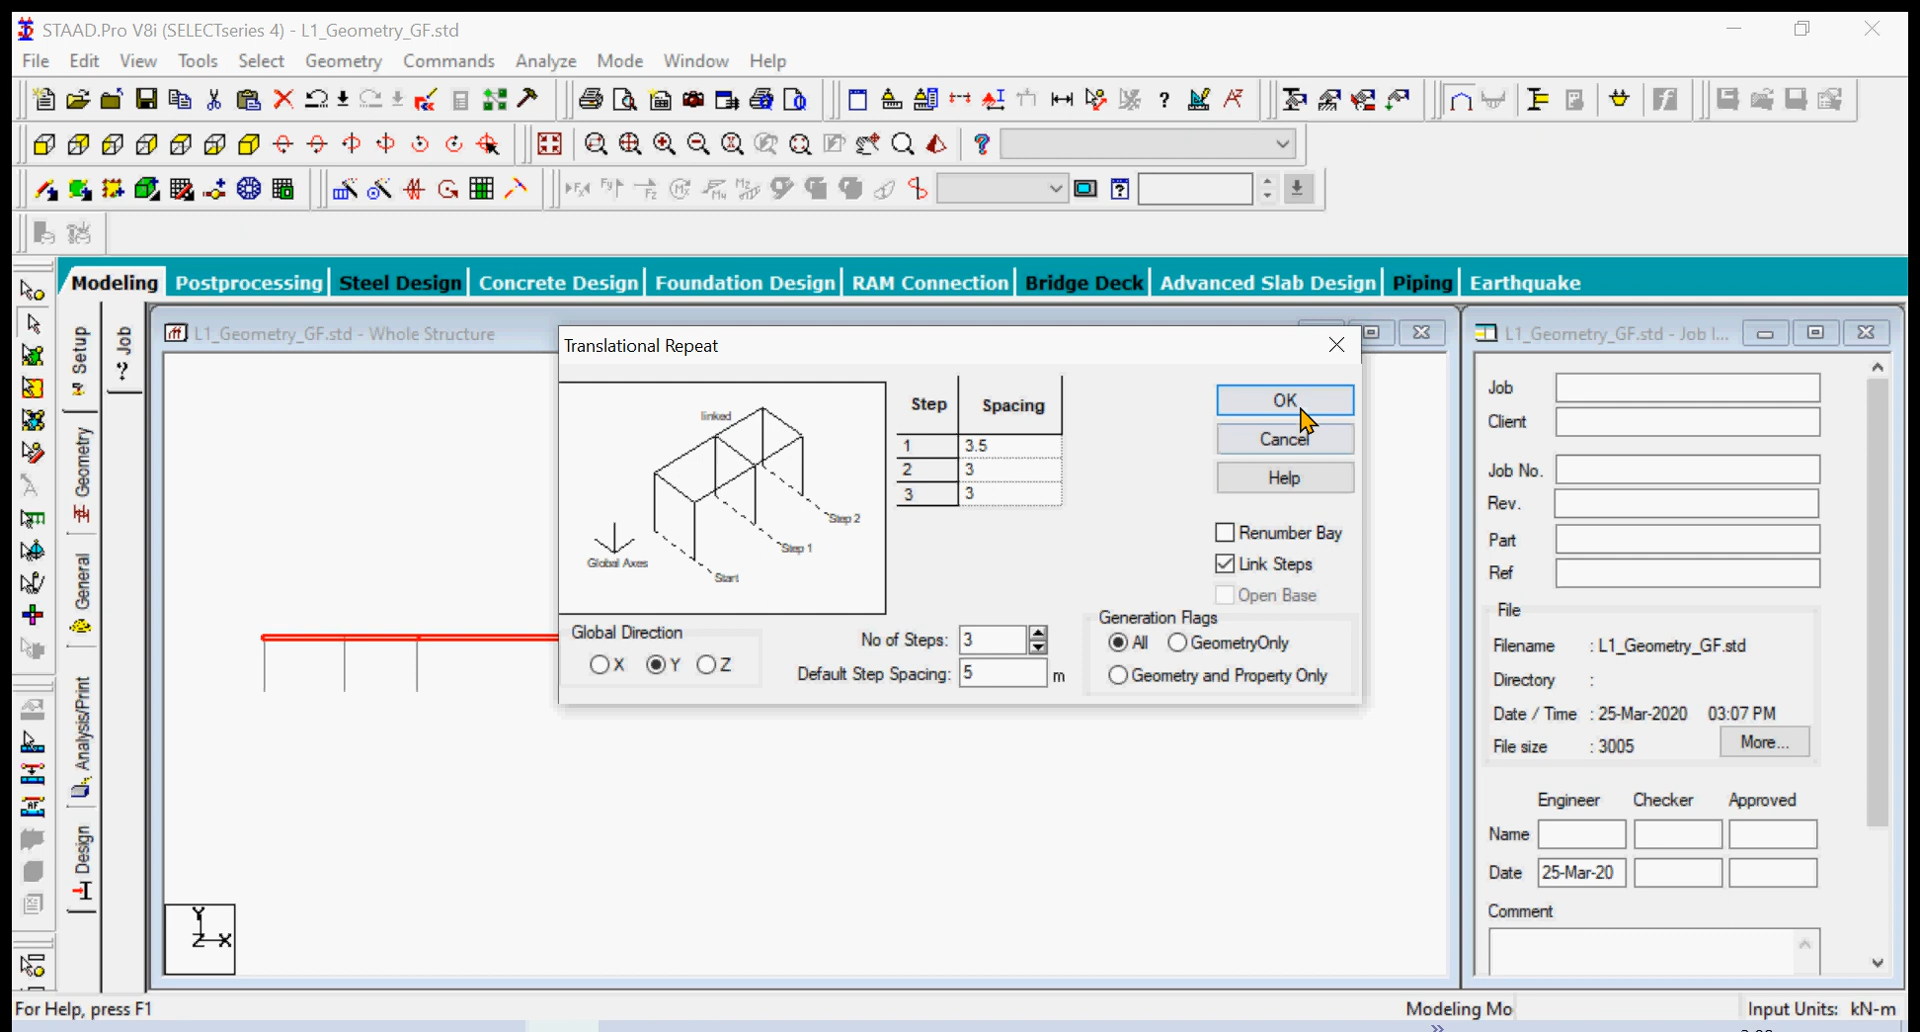 STAAD.Pro V8i (SELECTseries 4) - L1_Geometry_GF.std
File Edit View Tools Select Geometry Commands Analyze Mode Window Help
Modeling Postprocessing Steel Design Concrete Design Foundation Design RAM Connection Bridge Deck Advanced Slab Design Piping Earthquake
Setup
Geometry
General
Analysis/Print
Design
? Job
L1_Geometry_GF.std - Whole Structure
Translational Repeat
linked
Step 2
Step 1
Start
Global Axes
Step Spacing
1 3.5
2 3
3 3
OK
Cancel
Help
Renumber Bay
Link Steps
Open Base
Global Direction
X Y Z
No of Steps: 3
Default Step Spacing: 5 m
Generation Flags
All GeometryOnly
Geometry and Property Only
Y
Z X
L1_Geometry_GF.std - Job I...
Job
Client
Job No.
Rev.
Part
Ref
File
Filename : L1_Geometry_GF.std
Directory :
Date / Time : 25-Mar-2020 03:07 PM
File size : 3005
More...
Engineer Checker Approved
Name
Date 25-Mar-20
Comment
For Help, press F1
Modeling Mo
Input Units: kN-m